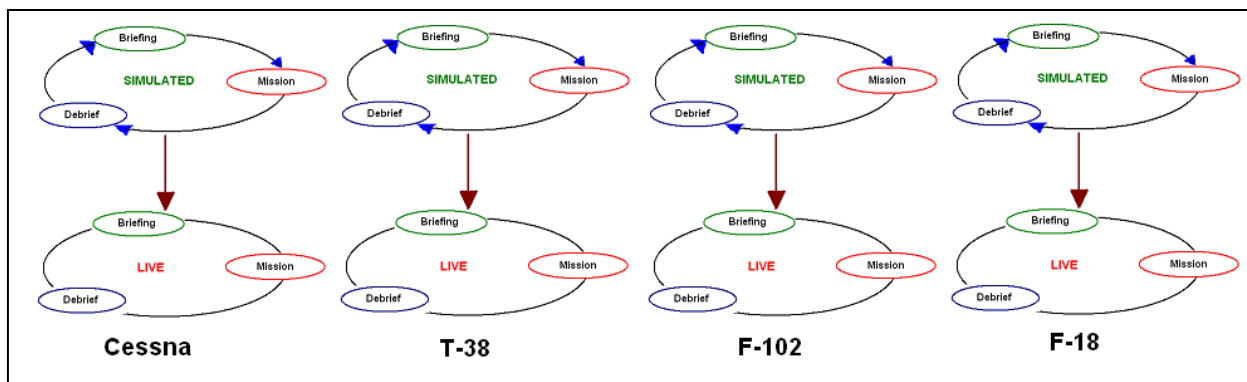 Briefing
SIMULATED
Mission
Debrief
Briefing
LIVE
Mission
Debrief
Cessna
Briefing
SIMULATED
Mission
Debrief
Briefing
LIVE
Mission
Debrief
T-38
Briefing
SIMULATED
Mission
Debrief
Briefing
LIVE
Mission
Debrief
F-102
Briefing
SIMULATED
Mission
Debrief
Briefing
LIVE
Mission
Debrief
F-18